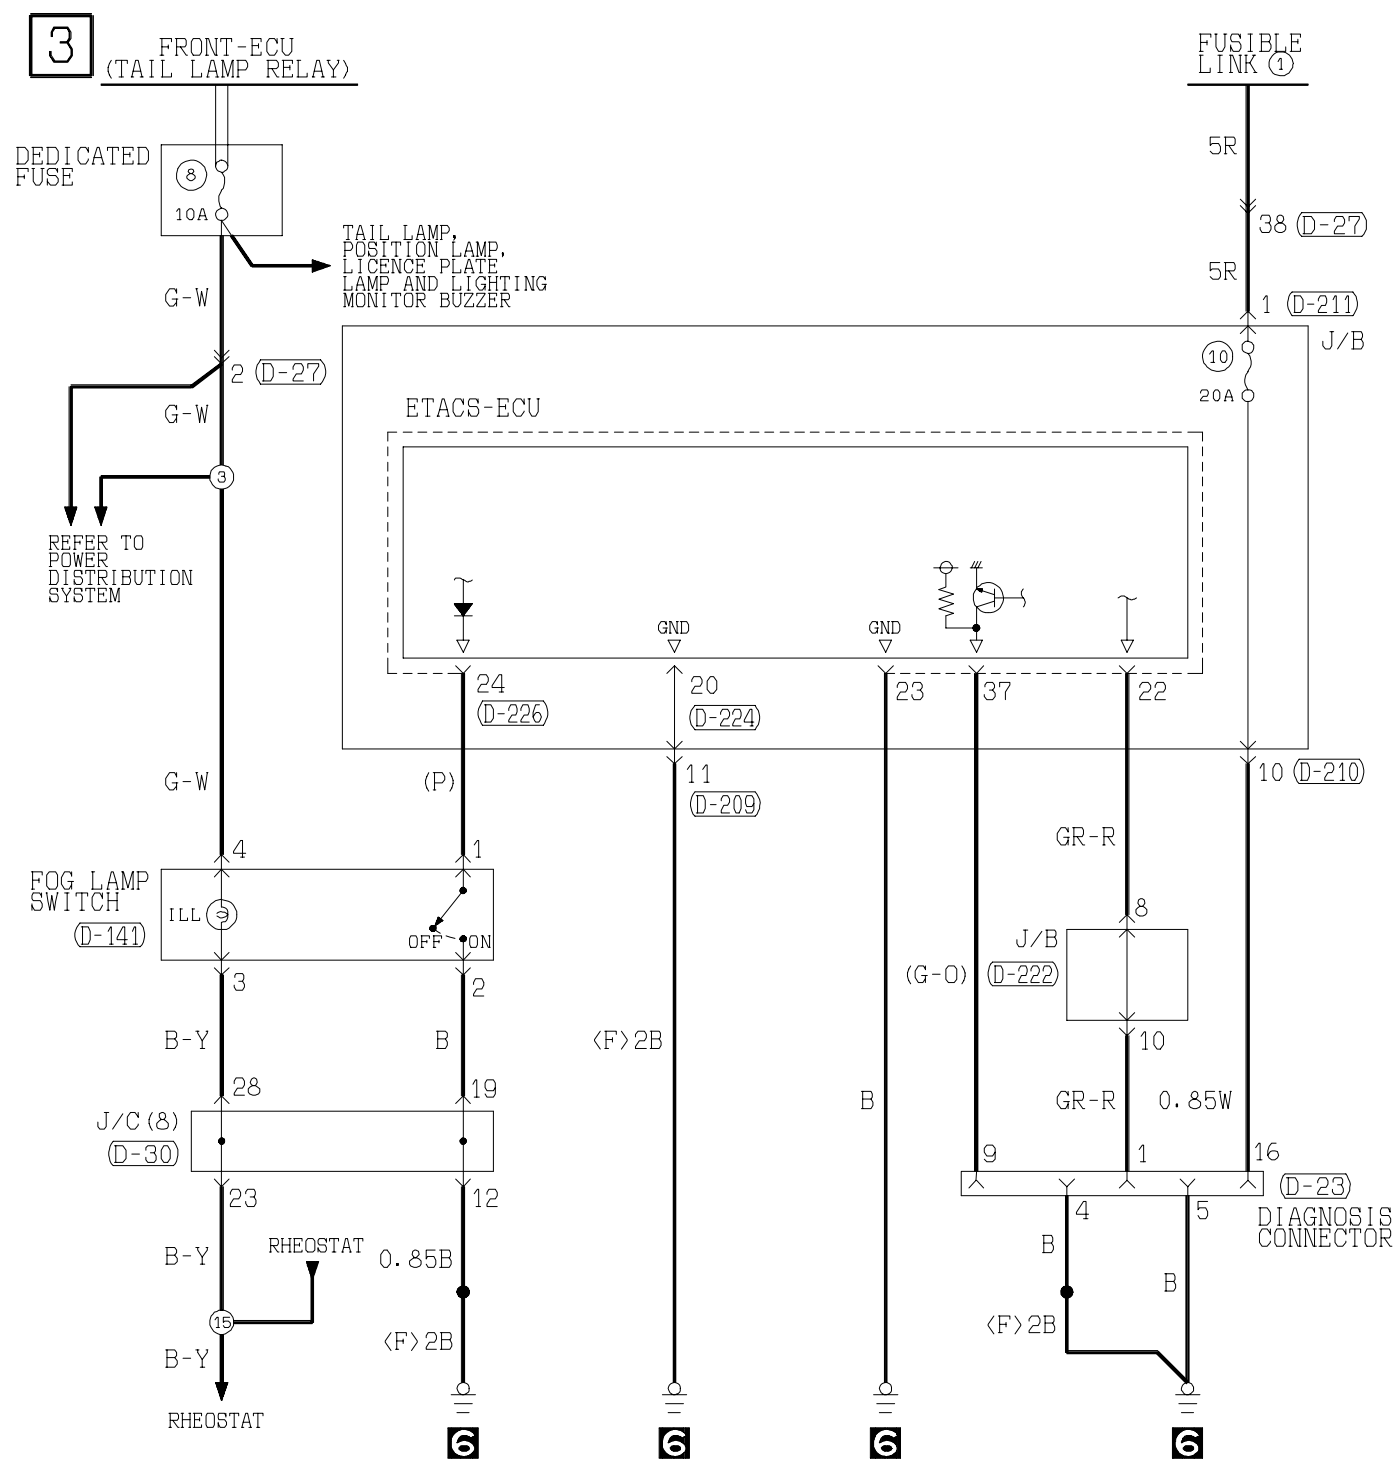 3
FRONT-ECU
(TAIL LAMP RELAY)
FUSIBLE
LINK ①
DEDICATED
FUSE
8
10A
5R
38 (D-27)
TAIL LAMP,
POSITION LAMP,
LICENCE PLATE
LAMP AND LIGHTING
MONITOR BUZZER
5R
G-W
1 (D-211)
J/B
10
20A
2 (D-27)
G-W
ETACS-ECU
3
REFER TO
POWER
DISTRIBUTION
SYSTEM
GND
GND
24
(D-226)
20
(D-224)
23
37
22
G-W
(P)
11
(D-209)
10 (D-210)
GR-R
4
1
FOG LAMP
SWITCH
(D-141)
ILL
OFF
ON
8
J/B
(D-222)
(G-O)
3
2
B-Y
B
<F>2B
10
28
19
B
GR-R
0.85W
J/C(8)
(D-30)
9
1
16
23
12
(D-23)
DIAGNOSIS
CONNECTOR
4
5
B-Y
RHEOSTAT
0.85B
B
B
15
<F>2B
<F>2B
B-Y
RHEOSTAT
6
6
6
6